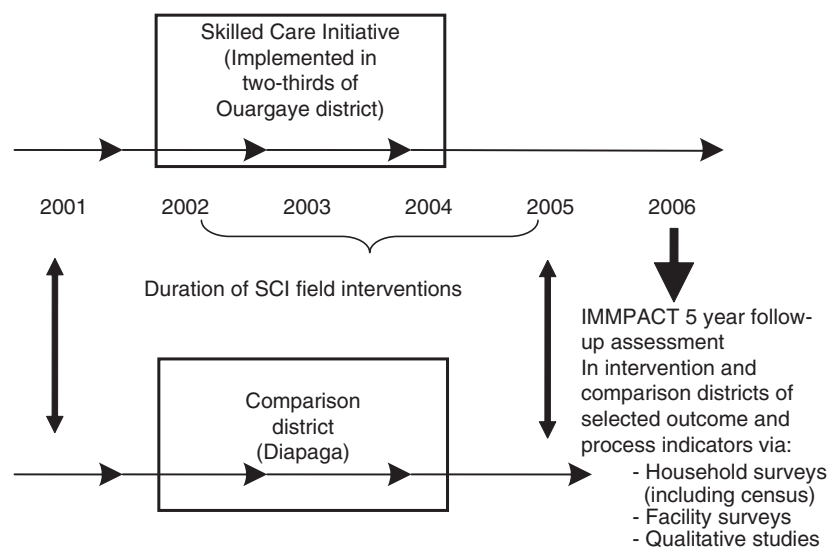 Skilled Care Initiative
(Implemented in
two-thirds of
Ouargaye district)
2001 2002 2003 2004 2005 2006
Duration of SCI field interventions
IMMPACT 5 year follow-
up assessment
In intervention and
comparison districts of
selected outcome and
process indicators via:
- Household surveys
(including census)
- Facility surveys
- Qualitative studies
Comparison
district
(Diapaga)